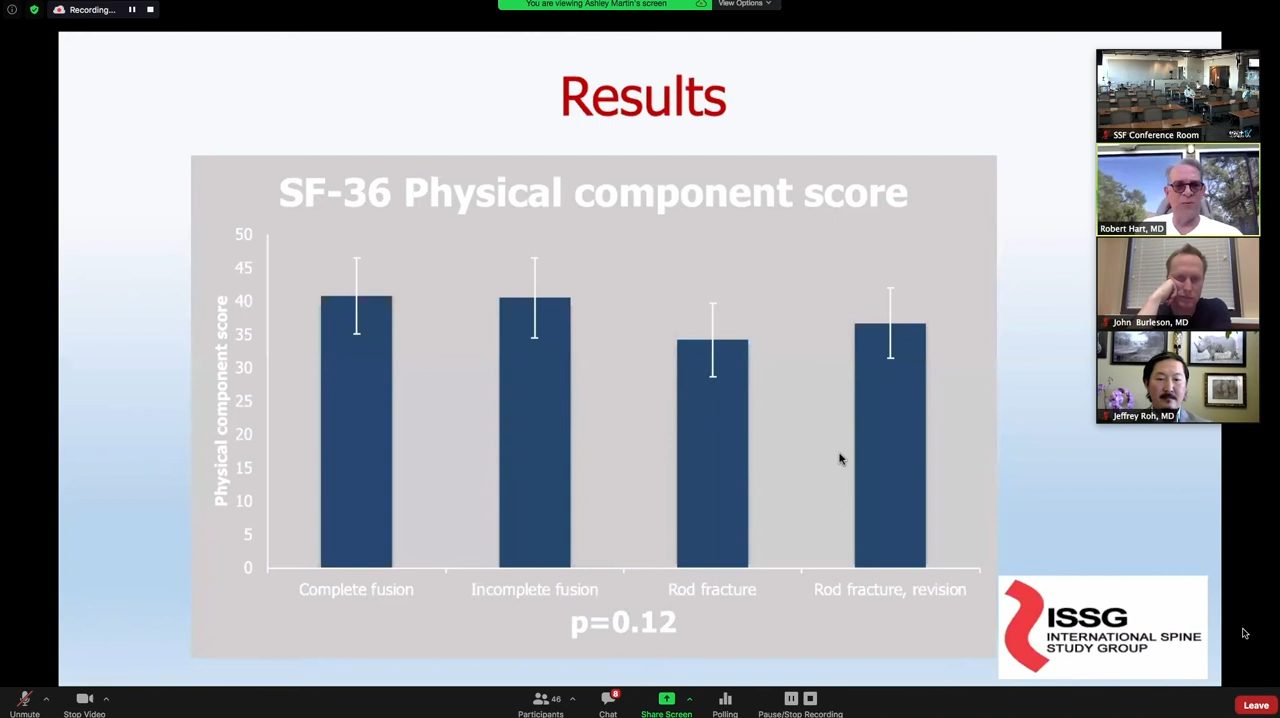 Recording...
You are viewing Ashley Martin's screen
View Options
Results
SF-36 Physical component score
Physical component score
50
45
40
35
30
25
20
15
10
5
0
Complete fusion
Incomplete fusion
Rod fracture
Rod fracture, revision
p=0.12
ISSG
INTERNATIONAL SPINE
STUDY GROUP
SSF Conference Room
Robert Hart, MD
John Burleson, MD
Jeffrey Roh, MD
Unmute
Stop Video
46
Participants
8
Chat
Share Screen
Polling
Pause/Stop Recording
Leave